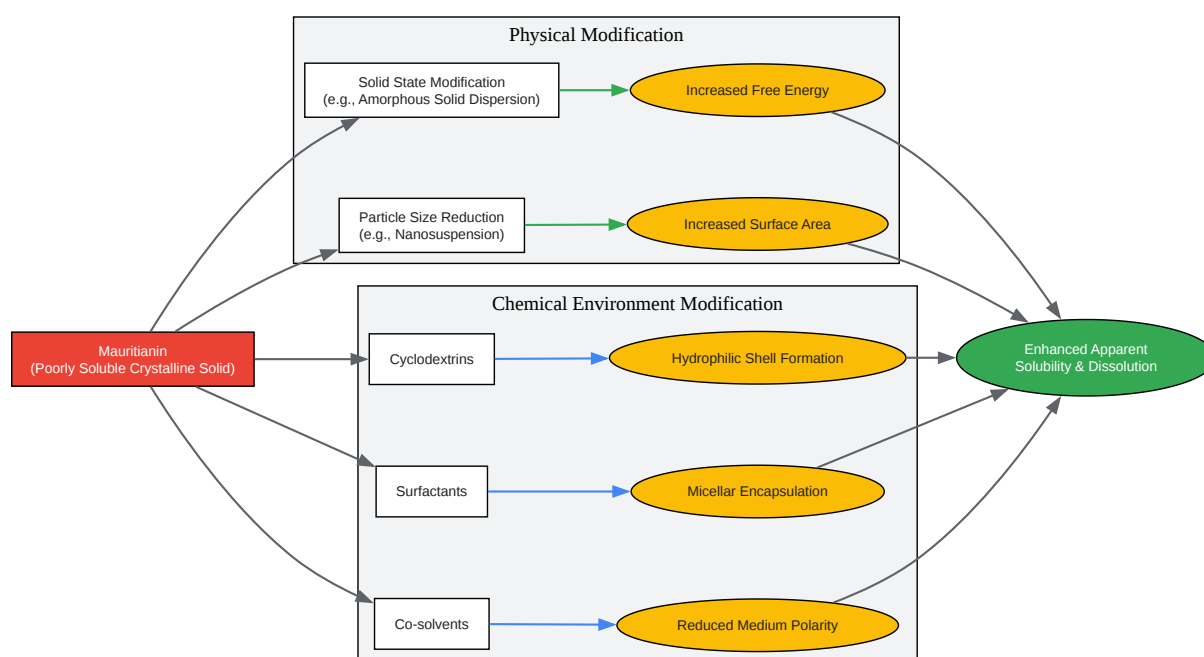 Physical Modification
Solid State Modification
(e.g., Amorphous Solid Dispersion)
Increased Free Energy
Particle Size Reduction
(e.g., Nanosuspension)
Increased Surface Area
Chemical Environment Modification
Mauritianin
(Poorly Soluble Crystalline Solid)
Cyclodextrins
Hydrophilic Shell Formation
Enhanced Apparent
Solubility & Dissolution
Surfactants
Micellar Encapsulation
Co-solvents
Reduced Medium Polarity